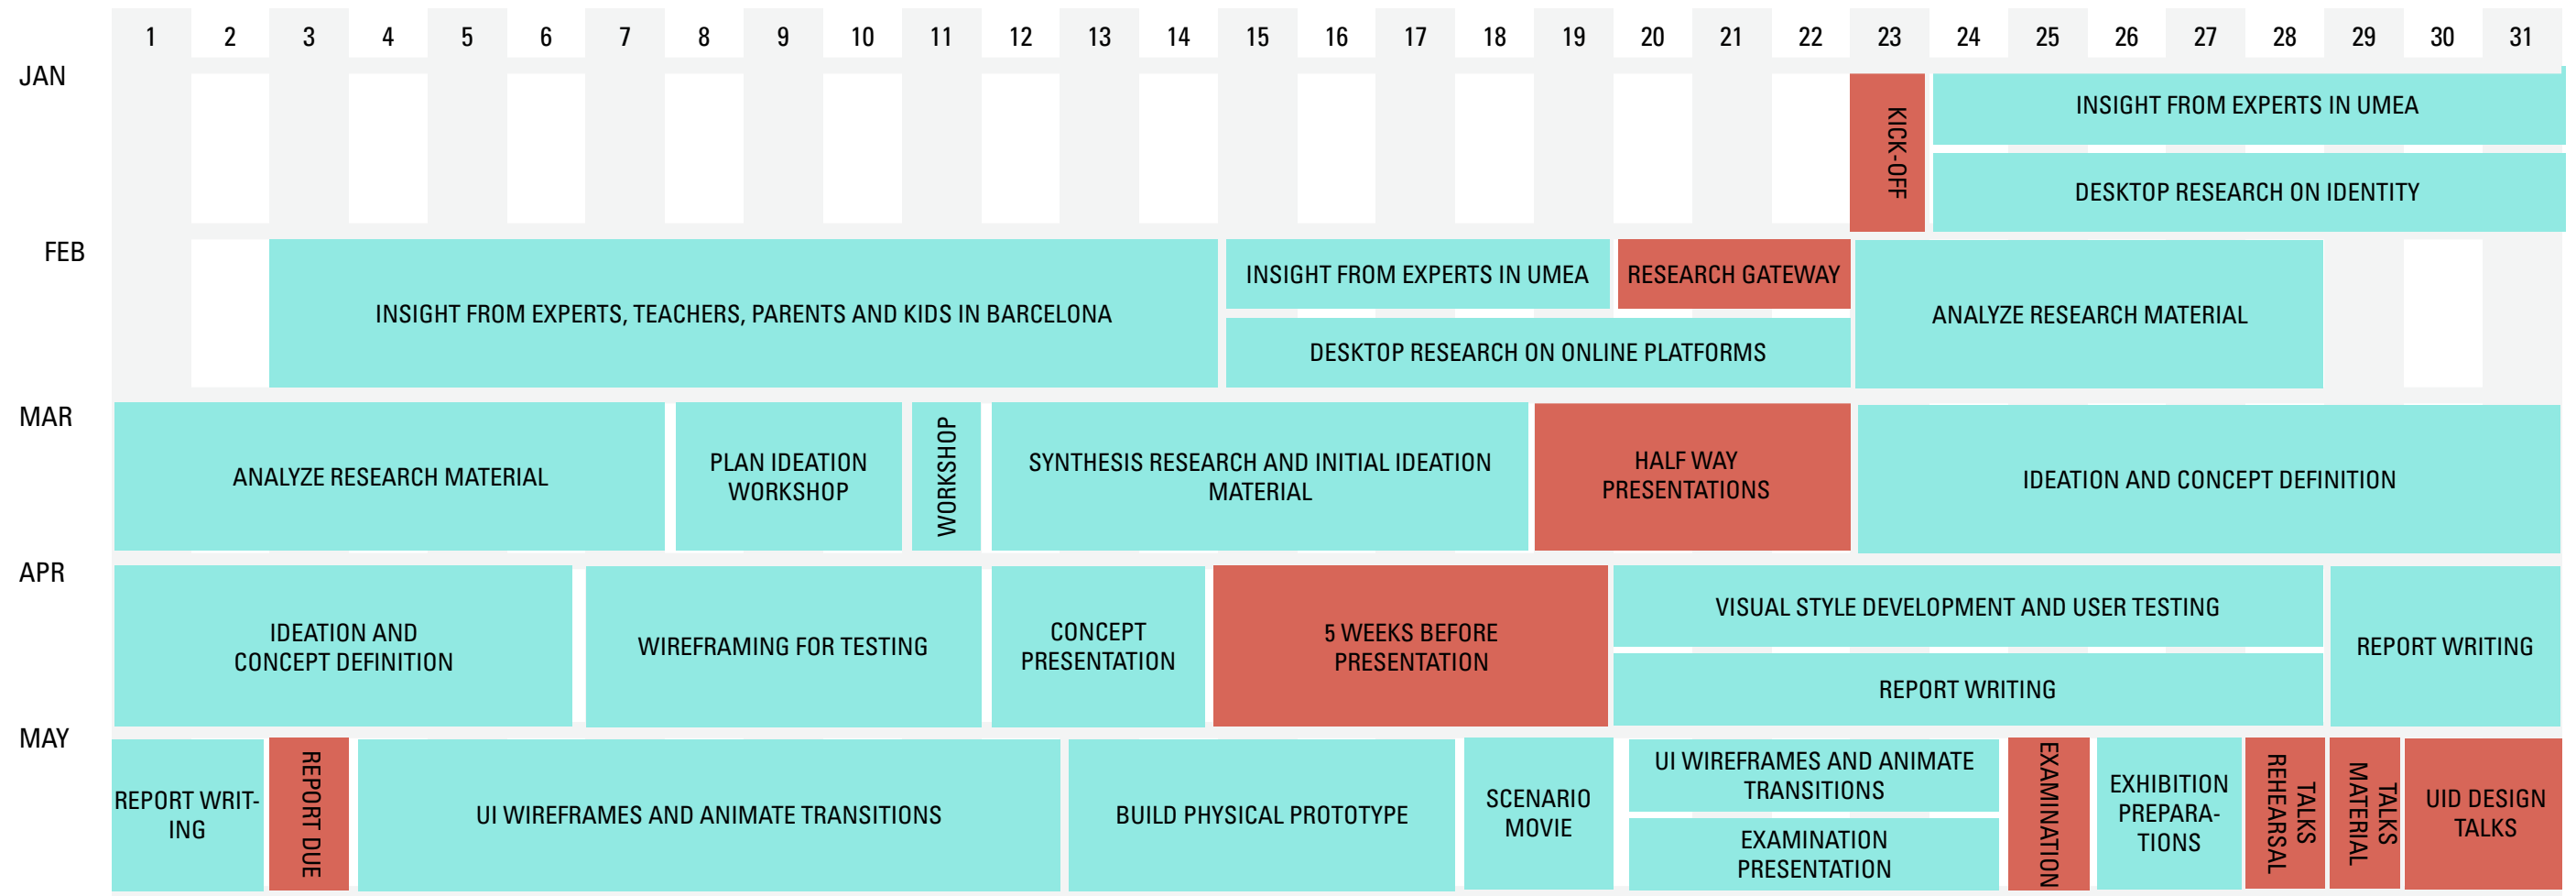 1 2 3 4 5 6 7 8 9 10 11 12 13 14 15 16 17 18 19 20 21 22 23 24 25 26 27 28 29 30 31
JAN
KICK-OFF
INSIGHT FROM EXPERTS IN UMEA
DESKTOP RESEARCH ON IDENTITY
FEB
INSIGHT FROM EXPERTS, TEACHERS, PARENTS AND KIDS IN BARCELONA
INSIGHT FROM EXPERTS IN UMEA
RESEARCH GATEWAY
DESKTOP RESEARCH ON ONLINE PLATFORMS
ANALYZE RESEARCH MATERIAL
MAR
ANALYZE RESEARCH MATERIAL
PLAN IDEATION
WORKSHOP
WORKSHOP
SYNTHESIS RESEARCH AND INITIAL IDEATION
MATERIAL
HALF WAY
PRESENTATIONS
IDEATION AND CONCEPT DEFINITION
APR
IDEATION AND
CONCEPT DEFINITION
WIREFRAMING FOR TESTING
CONCEPT
PRESENTATION
5 WEEKS BEFORE
PRESENTATION
VISUAL STYLE DEVELOPMENT AND USER TESTING
REPORT WRITING
REPORT WRITING
MAY
REPORT WRIT-
ING
REPORT DUE
UI WIREFRAMES AND ANIMATE TRANSITIONS
BUILD PHYSICAL PROTOTYPE
SCENARIO
MOVIE
UI WIREFRAMES AND ANIMATE
TRANSITIONS
EXAMINATION
PRESENTATION
EXAMINATION
EXHIBITION
PREPARA-
TIONS
TALKS
REHEARSAL
TALKS
MATERIAL
UID DESIGN
TALKS